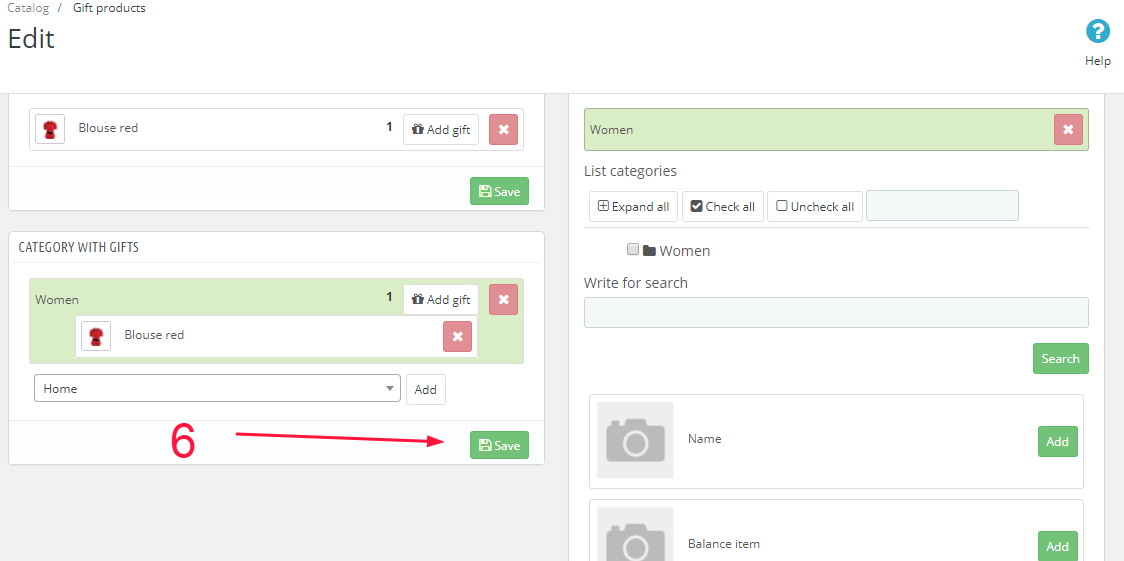 Catalog / Gift products
Edit
Help
Blouse red 1 Add gift
Save
CATEGORY WITH GIFTS
Women 1 Add gift
Blouse red
Home Add
6 Save
Women
List categories
Expand all Check all Uncheck all
Women
Write for search
Search
Name Add
Balance item Add